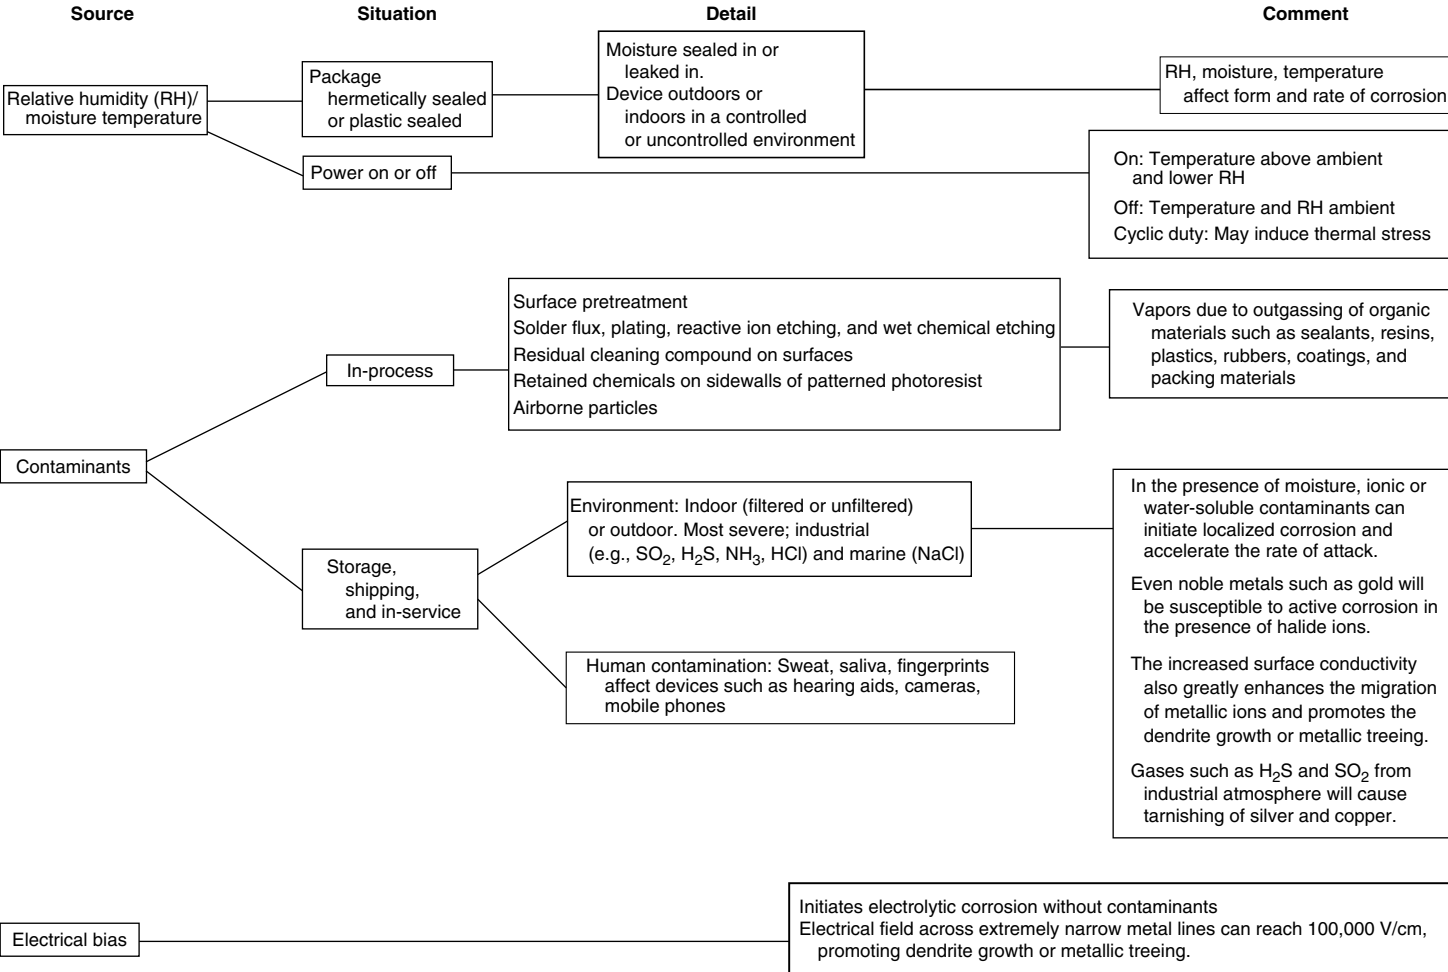 Source
Situation
Detail
Comment
Relative humidity (RH)/
moisture temperature
Package
hermetically sealed
or plastic sealed
Moisture sealed in or
leaked in.
Device outdoors or
indoors in a controlled
or uncontrolled environment
RH, moisture, temperature
affect form and rate of corrosion
Power on or off
On: Temperature above ambient
and lower RH
Off: Temperature and RH ambient
Cyclic duty: May induce thermal stress
Contaminants
In-process
Surface pretreatment
Solder flux, plating, reactive ion etching, and wet chemical etching
Residual cleaning compound on surfaces
Retained chemicals on sidewalls of patterned photoresist
Airborne particles
Vapors due to outgassing of organic
materials such as sealants, resins,
plastics, rubbers, coatings, and
packing materials
Storage,
shipping,
and in-service
Environment: Indoor (filtered or unfiltered)
or outdoor. Most severe; industrial
(e.g., SO₂, H₂S, NH₃, HCl) and marine (NaCl)
Human contamination: Sweat, saliva, fingerprints
affect devices such as hearing aids, cameras,
mobile phones
In the presence of moisture, ionic or
water-soluble contaminants can
initiate localized corrosion and
accelerate the rate of attack.
Even noble metals such as gold will
be susceptible to active corrosion in
the presence of halide ions.
The increased surface conductivity
also greatly enhances the migration
of metallic ions and promotes the
dendrite growth or metallic treeing.
Gases such as H₂S and SO₂ from
industrial atmosphere will cause
tarnishing of silver and copper.
Electrical bias
Initiates electrolytic corrosion without contaminants
Electrical field across extremely narrow metal lines can reach 100,000 V/cm,
promoting dendrite growth or metallic treeing.